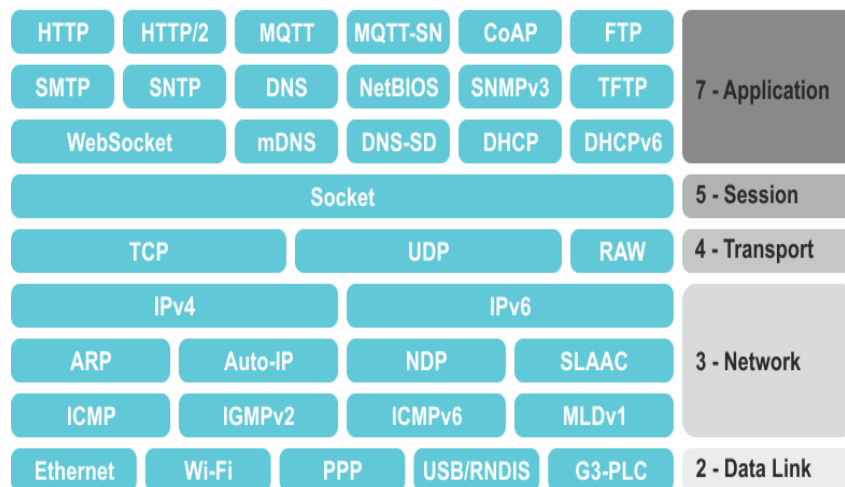 HTTP HTTP/2 MQTT MQTT-SN CoAP FTP
SMTP SNTP DNS NetBIOS SNMPv3 TFTP 7 - Application
WebSocket mDNS DNS-SD DHCP DHCPv6
Socket 5 - Session
TCP UDP RAW 4 - Transport
IPv4 IPv6
ARP Auto-IP NDP SLAAC 3 - Network
ICMP IGMPv2 ICMPv6 MLDv1
Ethernet Wi-Fi PPP USB/RNDIS G3-PLC 2 - Data Link